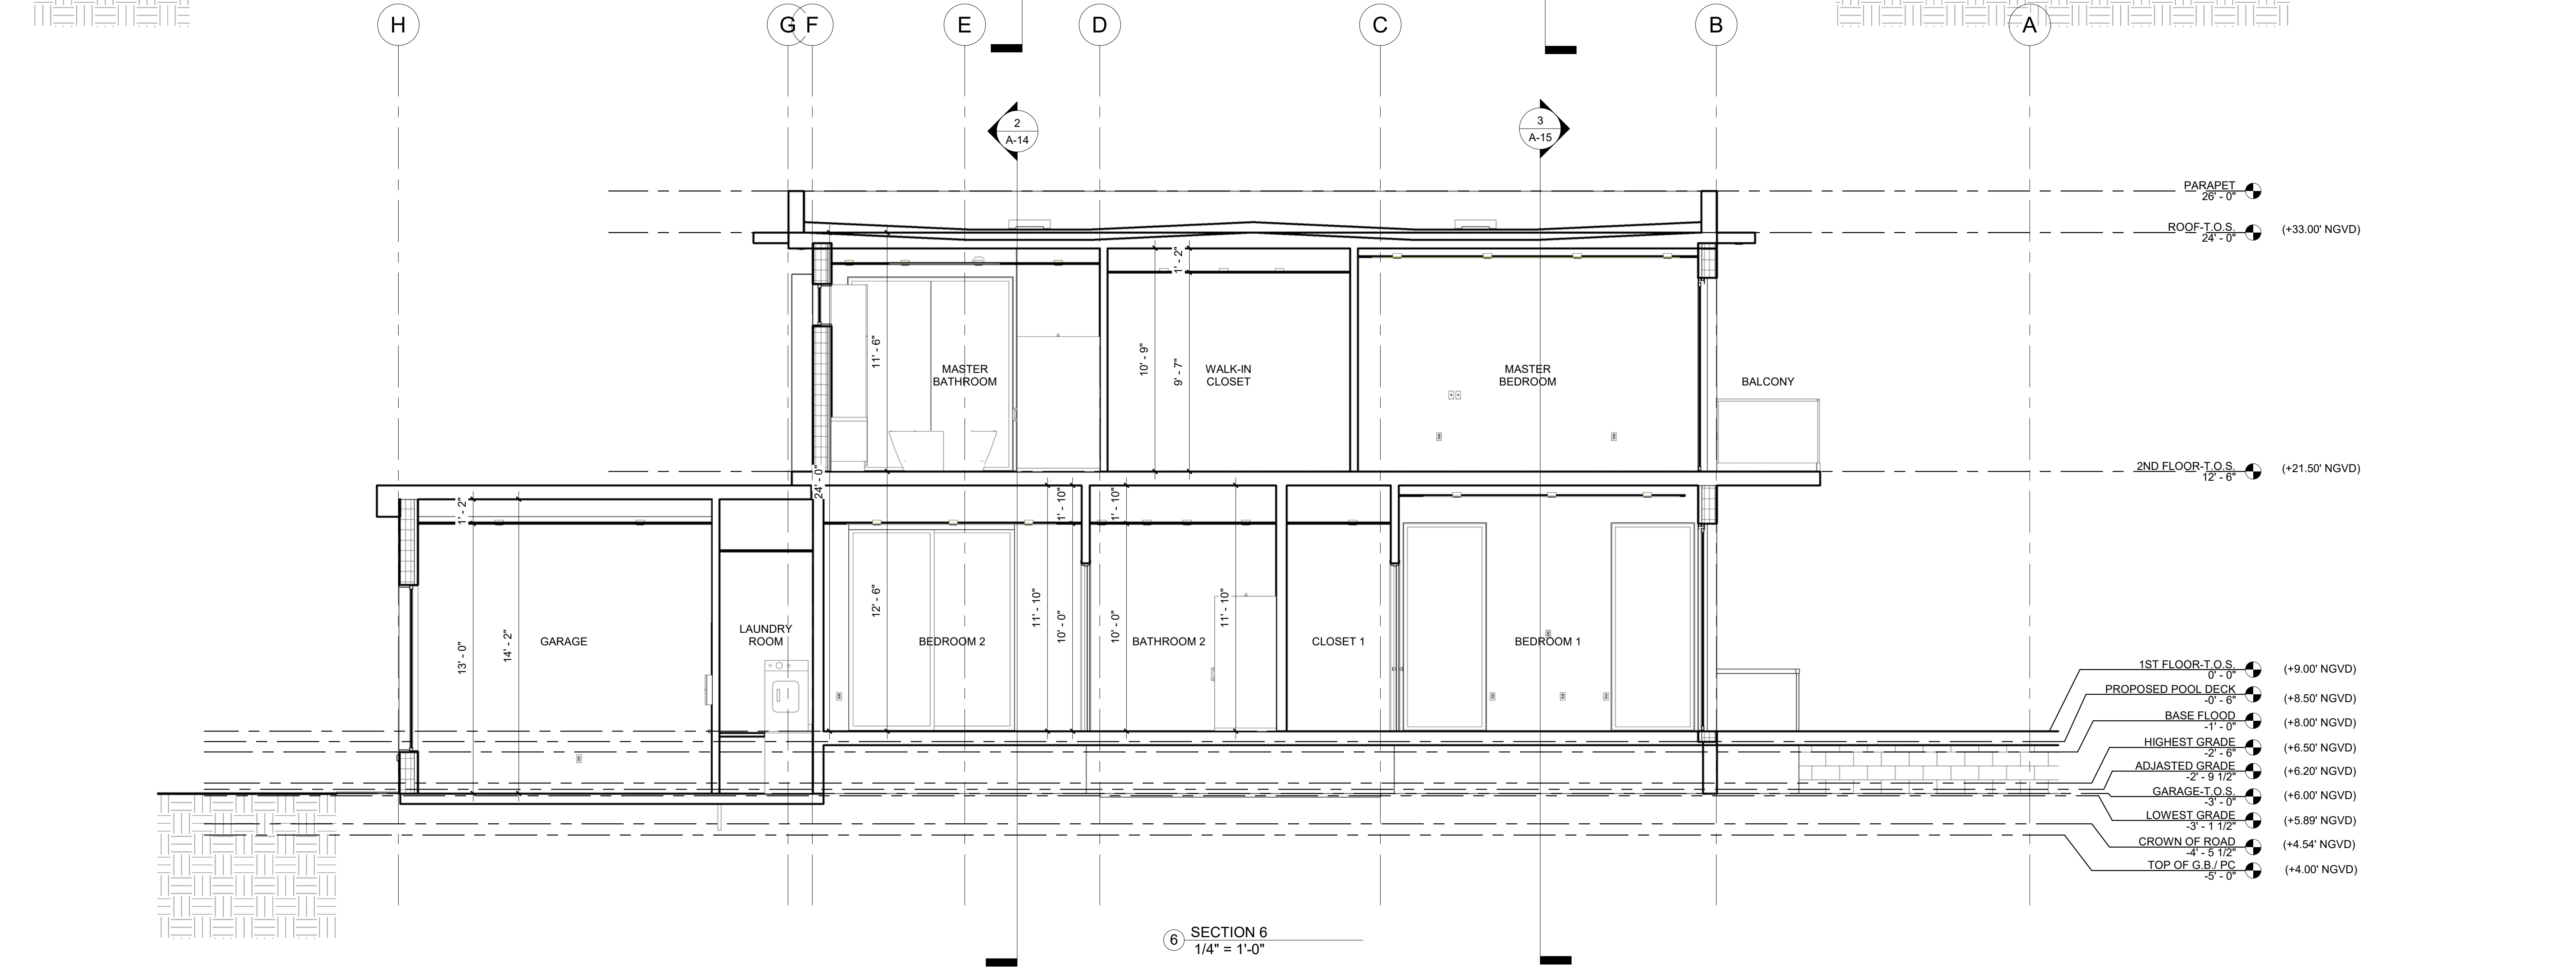 H
G
F
E
D
C
B
A
2
A-14
3
A-15
PARAPET
26' - 0"
ROOF-T.O.S.
24' - 0"
(+33.00' NGVD)
1' - 2"
11' - 6"
10' - 9"
9' - 7"
MASTER
BATHROOM
WALK-IN
CLOSET
MASTER
BEDROOM
BALCONY
2ND FLOOR-T.O.S.
12' - 6"
(+21.50' NGVD)
24' - 0"
1' - 2"
1' - 10"
1' - 10"
13' - 0"
14' - 2"
12' - 6"
11' - 10"
10' - 0"
10' - 0"
11' - 10"
GARAGE
LAUNDRY
ROOM
BEDROOM 2
BATHROOM 2
CLOSET 1
BEDROOM 1
1ST FLOOR-T.O.S.
0' - 0"
(+9.00' NGVD)
PROPOSED POOL DECK
-0' - 6"
(+8.50' NGVD)
BASE FLOOD
-1' - 0"
(+8.00' NGVD)
HIGHEST GRADE
-2' - 6"
(+6.50' NGVD)
ADJASTED GRADE
-2' - 9 1/2"
(+6.20' NGVD)
GARAGE-T.O.S.
-3' - 0"
(+6.00' NGVD)
LOWEST GRADE
-3' - 1 1/2"
(+5.89' NGVD)
CROWN OF ROAD
-4' - 5 1/2"
(+4.54' NGVD)
TOP OF G.B./ PC
-5' - 0"
(+4.00' NGVD)
6
SECTION 6
1/4" = 1'-0"